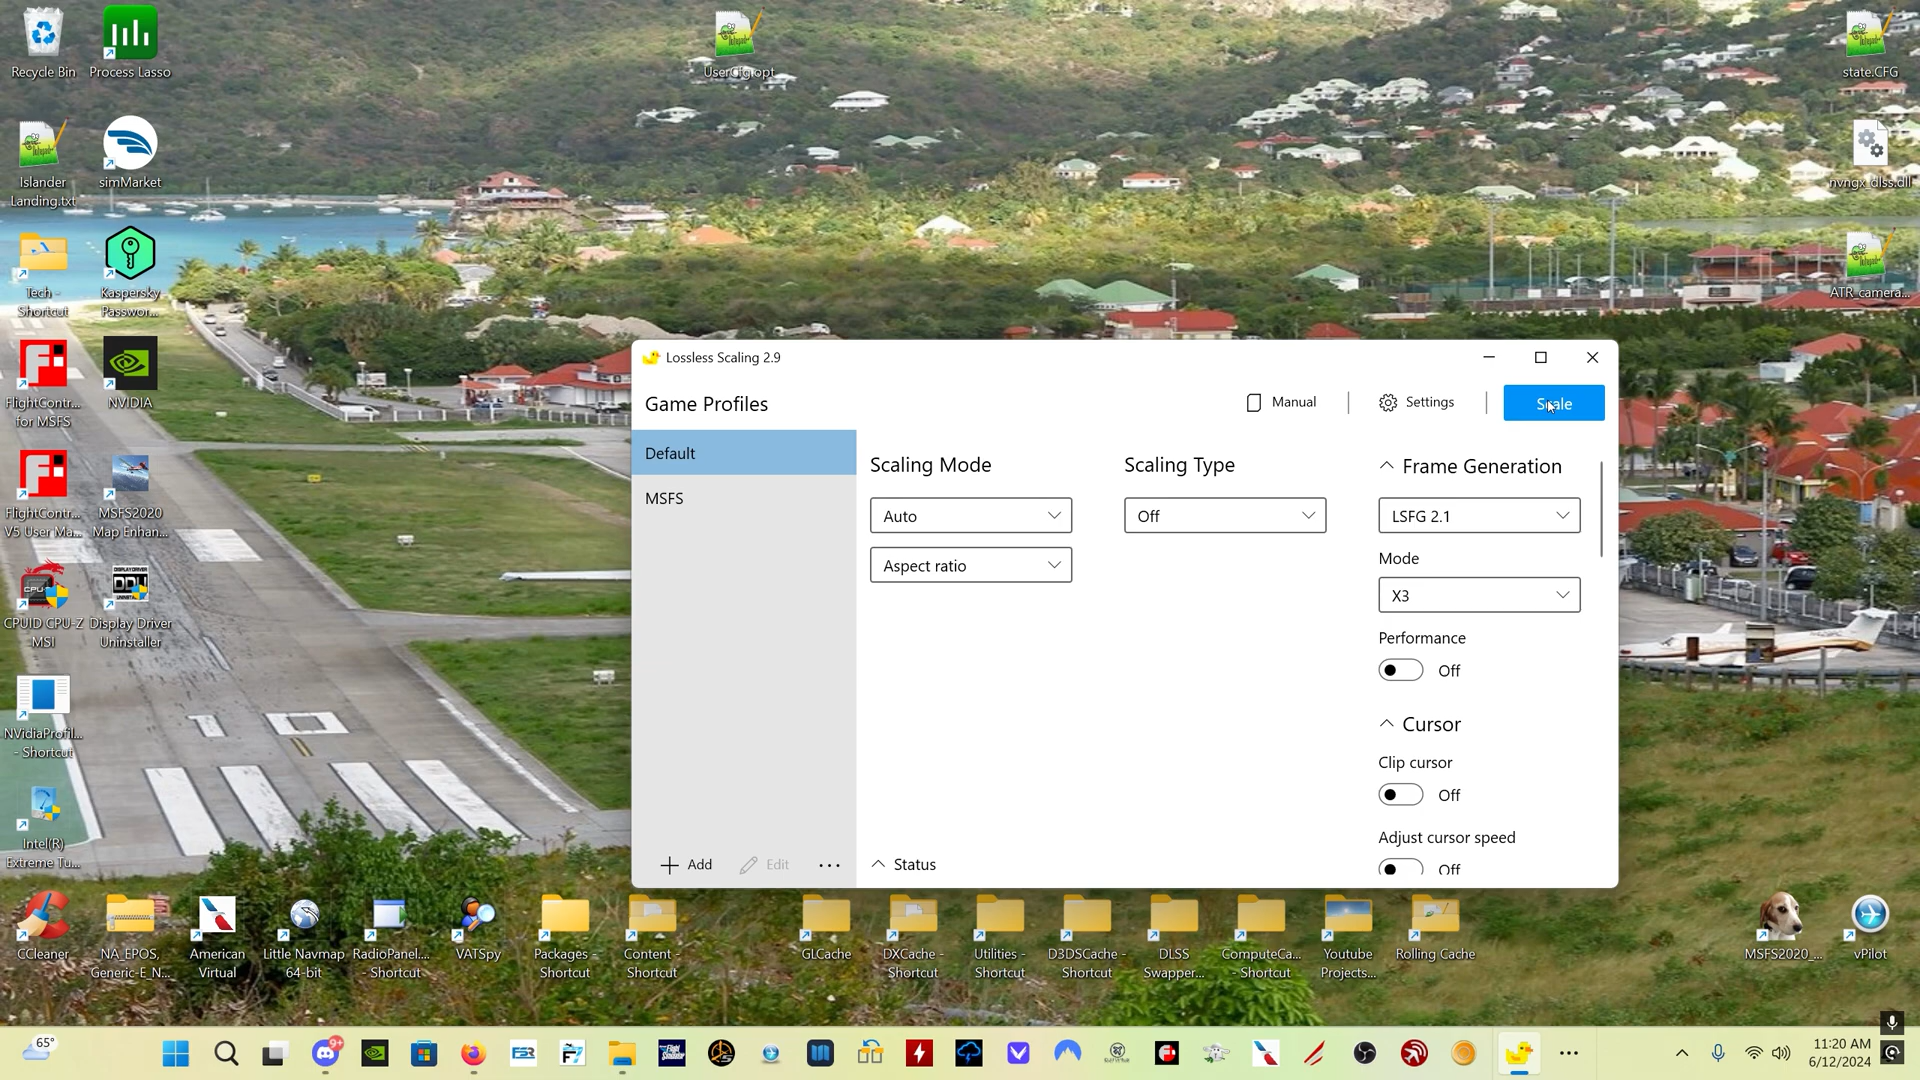 Recycle Bin
Process Lasso
UserCfg.opt
state.CFG
Islander
Landing.txt
simMarket
nvngx_dlss.dll
Tech -
Shortcut
Kaspersky
Passwor...
ATR_camera...
FlightContr...
for MSFS
NVIDIA
FlightContr...
V5 User Ma...
MSFS2020
Map Enhan...
CPUID CPU-Z
MSI
Display Driver
Uninstaller
NVidiaProfil...
- Shortcut
Intel(R)
Extreme Tu...
Lossless Scaling 2.9
Game Profiles
Manual
Settings
Scale
Default
MSFS
Add
Edit
Scaling Mode
Auto
Aspect ratio
Scaling Type
Off
Frame Generation
LSFG 2.1
Mode
X3
Performance
Off
Cursor
Clip cursor
Off
Adjust cursor speed
Off
Status
CCleaner
NA_EPOS,
Generic-E_N...
American
Virtual
Little Navmap
64-bit
RadioPanel....
- Shortcut
VATSpy
Packages -
Shortcut
Content -
Shortcut
GLCache
DXCache -
Shortcut
Utilities -
Shortcut
D3DSCache -
Shortcut
DLSS
Swapper...
ComputeCa...
- Shortcut
Youtube
Projects...
Rolling Cache
MSFS2020_...
vPilot
65°
9+
FSR
11:20 AM
6/12/2024